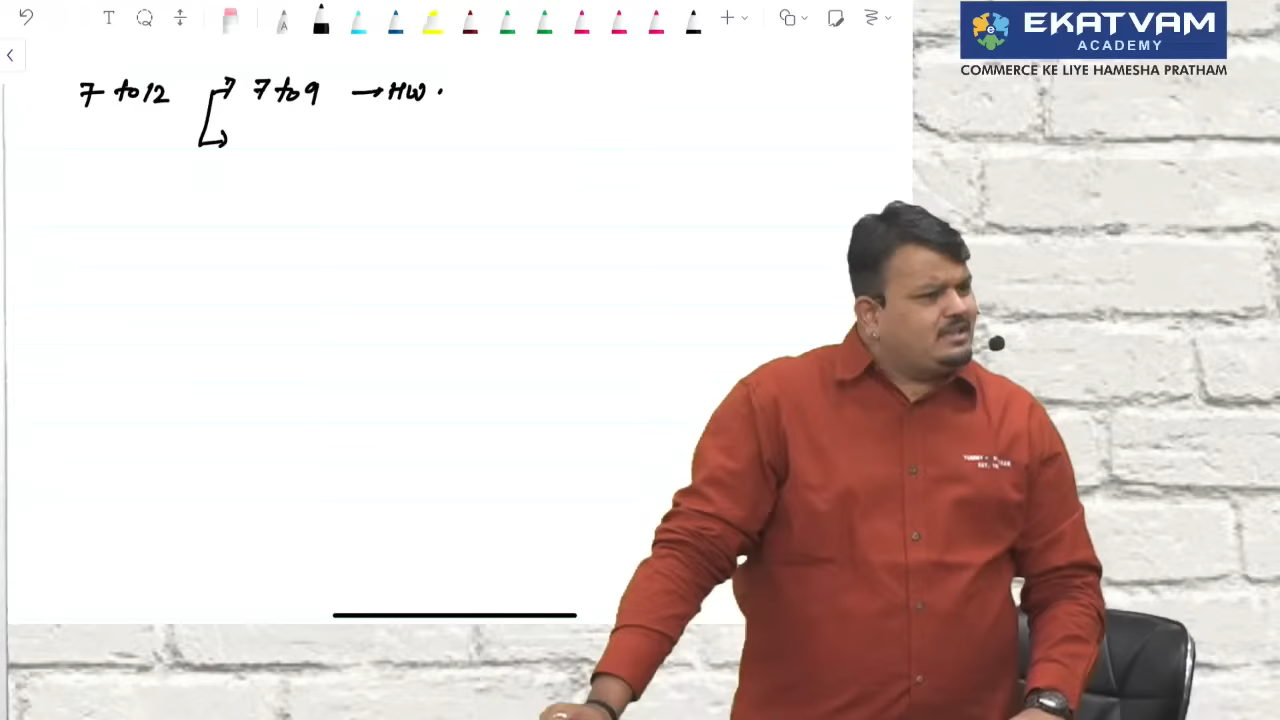 EKATVAM
ACADEMY
COMMERCE KE LIYE HAMESHA PRATHAM
7 to 12 → 7 to 9 → HW .